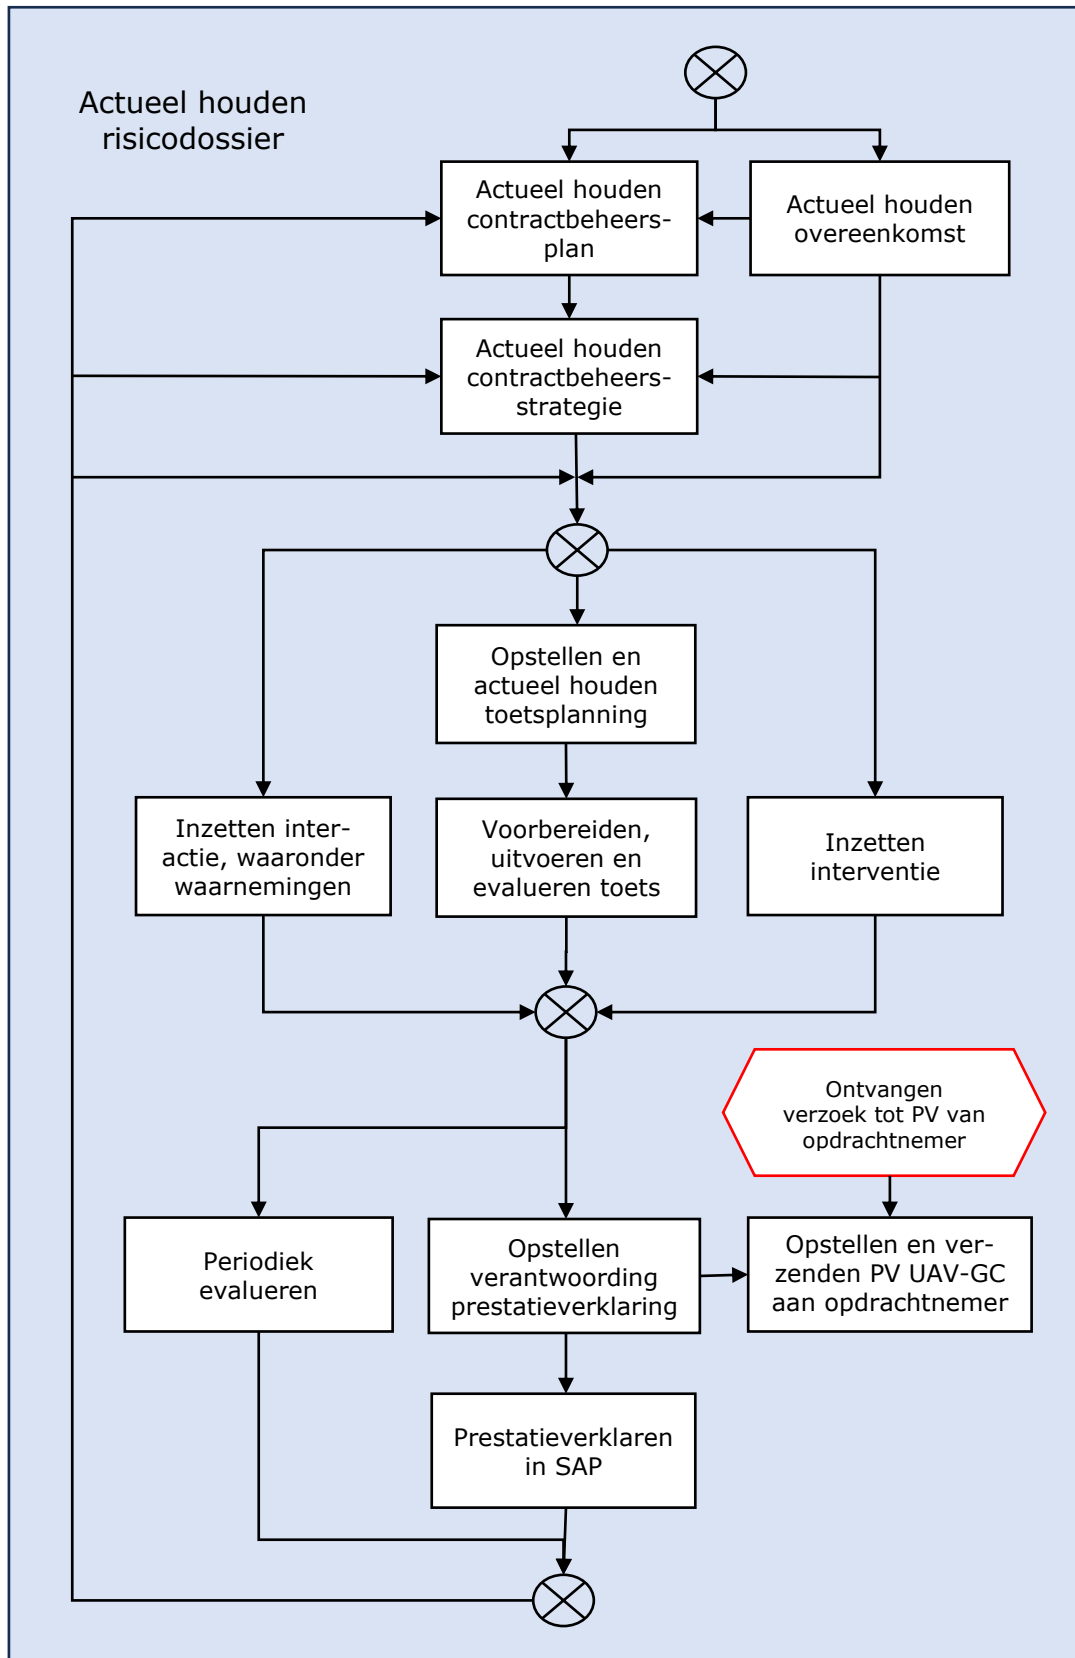 Actueel houden
risicodossier
Actueel houden
contractbeheers-
plan
Actueel houden
overeenkomst
Actueel houden
contractbeheers-
strategie
Opstellen en
actueel houden
toetsplanning
Inzetten inter-
actie, waaronder
waarnemingen
Voorbereiden,
uitvoeren en
evalueren toets
Inzetten
interventie
Ontvangen
verzoek tot PV van
opdrachtnemer
Periodiek
evalueren
Opstellen
verantwoording
prestatieverklaring
Opstellen en ver-
zenden PV UAV-GC
aan opdrachtnemer
Prestatieverklaren
in SAP